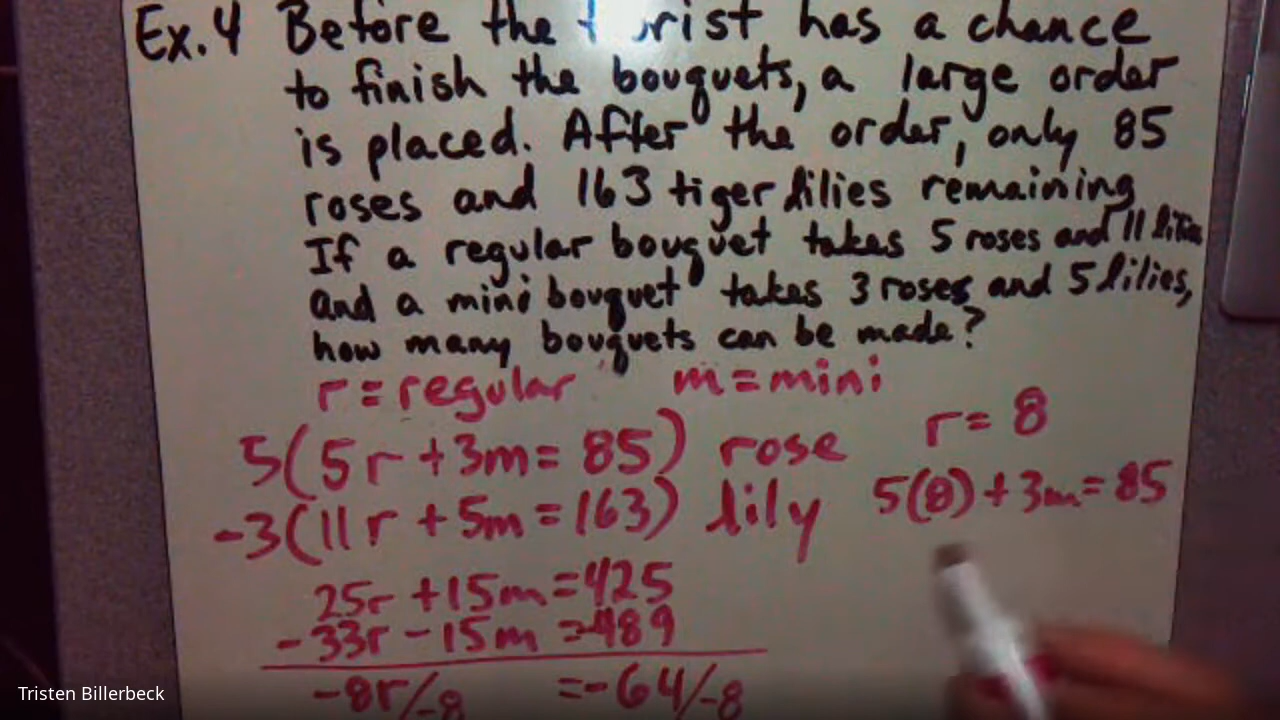 Ex.4 Before the has a chance
to finish the bouquets, a large order
is placed. After the order, only 85
roses and 163 tiger lilies remaining
If a regular bouquet takes 5 roses and 11 lilies
and a mini bouquet takes 3 roses and 5 lilies,
how many bouquets can be made?
r = regular m = mini
5(5r + 3m = 85) rose
-3(11r + 5m = 163) lily
25r + 15m = 425
-33r - 15m = -489
-8r/-8 = -64/-8
r = 8
5(8) + 3m = 85
Tristen Billerbeck